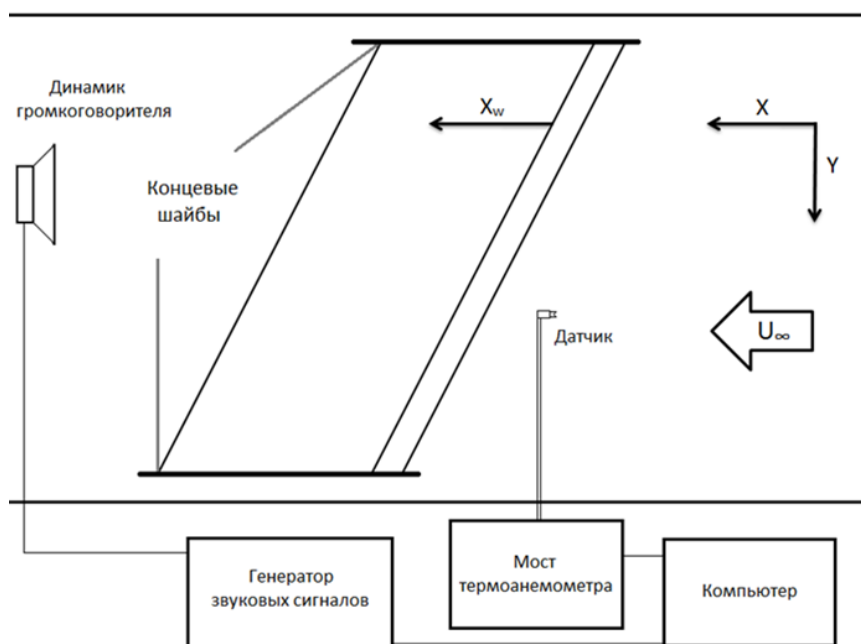 Динамик
громкоговорителя
Концевые
шайбы
Xw
X
Y
U∞
Датчик
Генератор
звуковых сигналов
Мост
термоанемометра
Компьютер